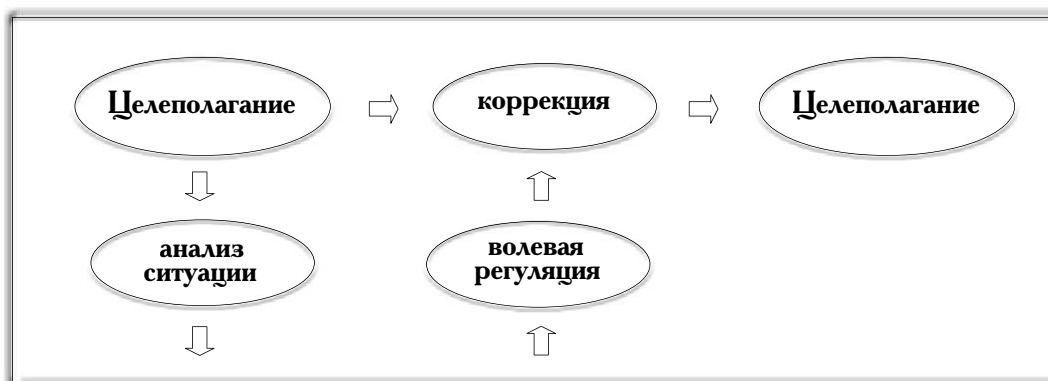 Целеполагание
коррекция
Целеполагание
анализ
ситуации
волевая
регуляция